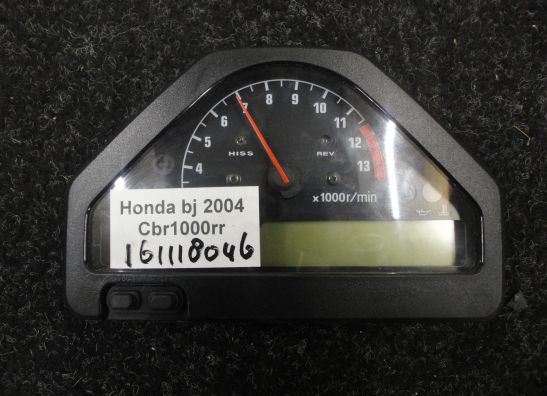 7 8 9 10
6 11
5 12
4 13
HISS REV
x1000r/min
Honda bj 2004
Cbr1000rr
161118046